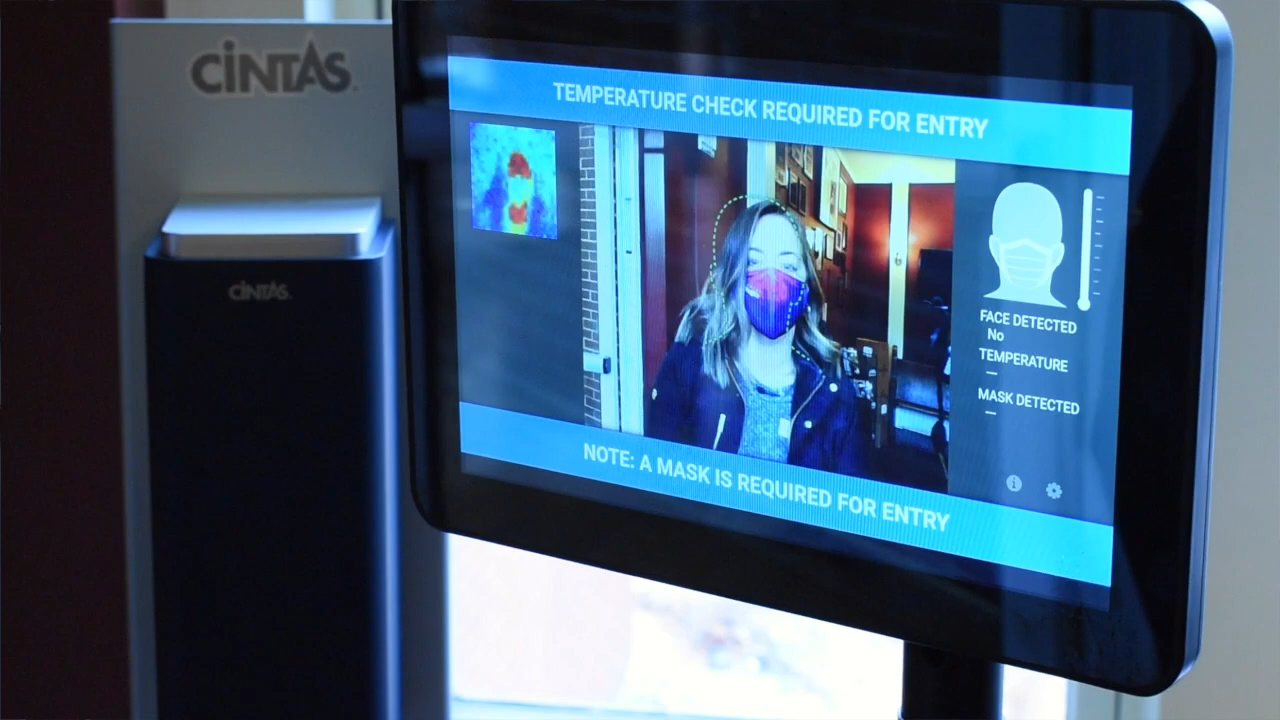 CINTAS.
CINTAS.
TEMPERATURE CHECK REQUIRED FOR ENTRY
FACE DETECTED
No
TEMPERATURE
—
MASK DETECTED
—
NOTE: A MASK IS REQUIRED FOR ENTRY